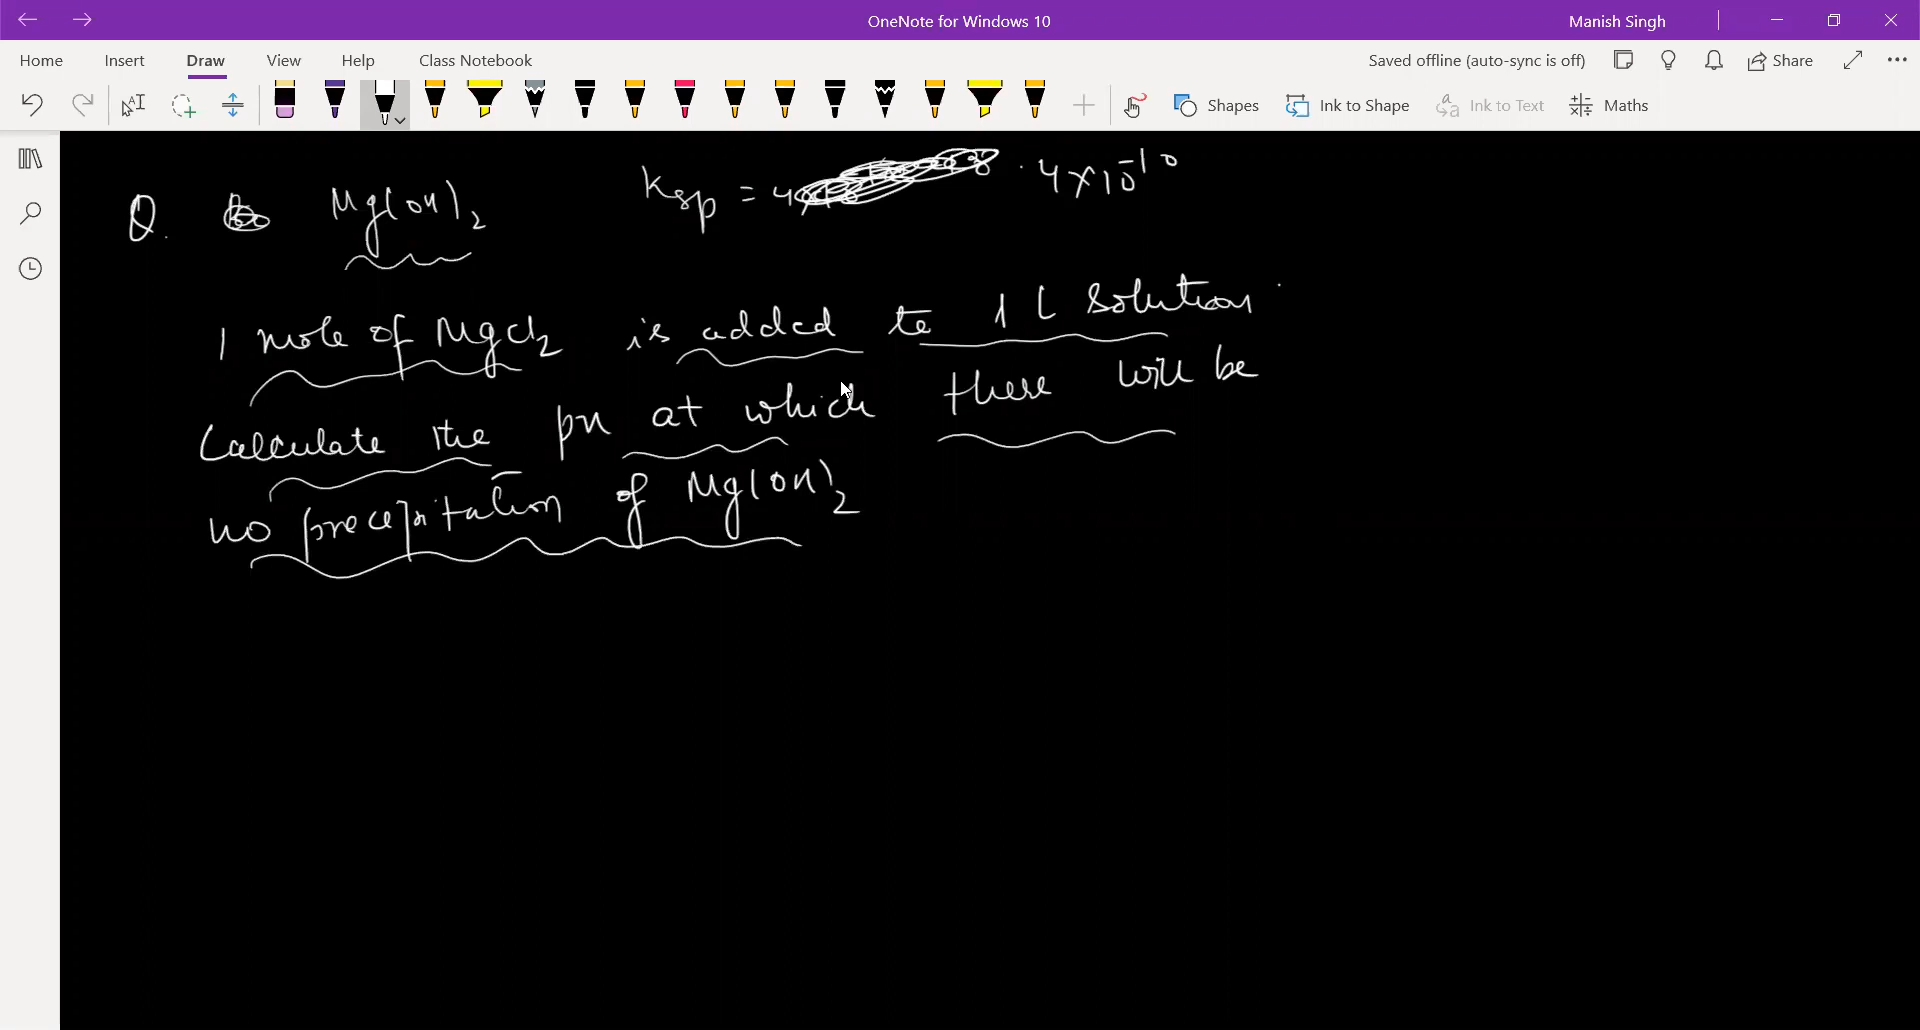 OneNote for Windows 10
Manish Singh
Home Insert Draw View Help Class Notebook
Saved offline (auto-sync is off) Share
Shapes Ink to Shape Ink to Text Maths
Q. Mg(OH)2 Ksp = 4×10^-10
1 mole of MgCl2 is added to 1 L solution.
Calculate the pH at which there will be
no precipitation of Mg(OH)2